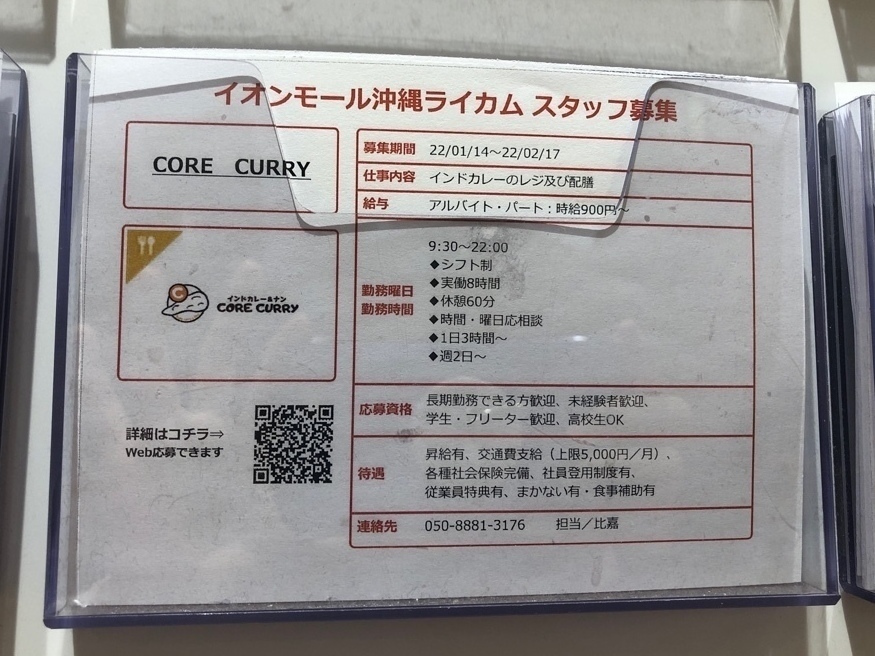 イオンモール沖縄ライカム スタッフ募集
CORE CURRY
インドカレー&ナン
CORE CURRY
詳細はコチラ⇒
Web応募できます
募集期間 22/01/14～22/02/17
仕事内容 インドカレーのレジ及び配膳
給与 アルバイト・パート：時給900円～
勤務曜日
勤務時間
9:30～22:00
◆シフト制
◆実働8時間
◆休憩60分
◆時間・曜日応相談
◆1日3時間～
◆週2日～
応募資格
長期勤務できる方歓迎、未経験者歓迎、
学生・フリーター歓迎、高校生OK
待遇
昇給有、交通費支給（上限5,000円／月）、
各種社会保険完備、社員登用制度有、
従業員特典有、まかない有・食事補助有
連絡先 050-8881-3176 担当／比嘉